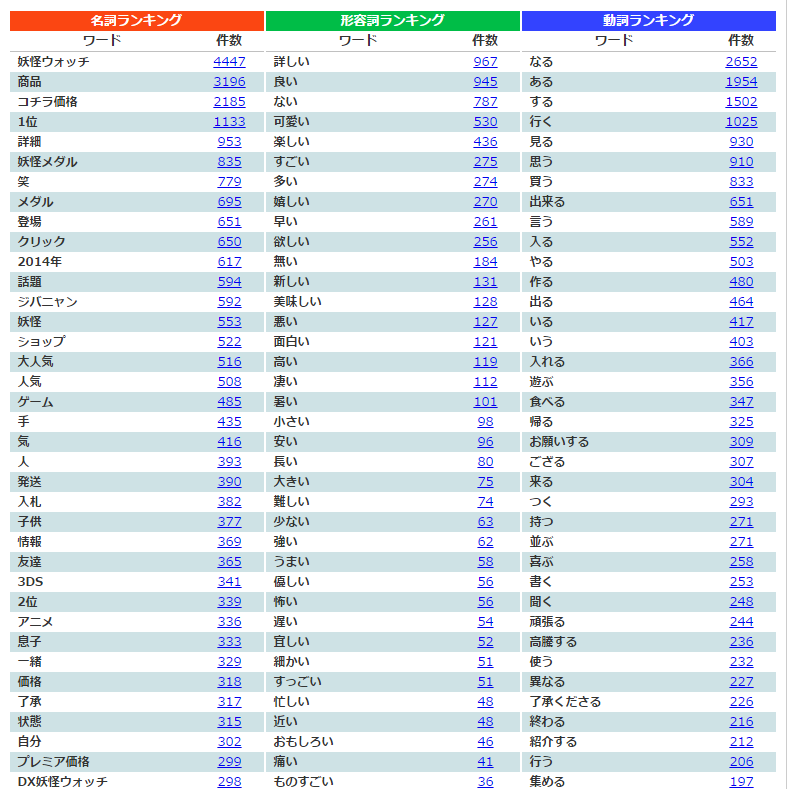 名詞ランキング 形容詞ランキング 動詞ランキング
ワード 件数 ワード 件数 ワード 件数
妖怪ウォッチ 4447 詳しい 967 なる 2652
商品 3196 良い 945 ある 1954
コチラ価格 2185 ない 787 する 1502
1位 1133 可愛い 530 行く 1025
詳細 953 楽しい 436 見る 930
妖怪メダル 835 すごい 275 思う 910
笑 779 多い 274 買う 833
メダル 695 嬉しい 270 出来る 651
登場 651 早い 261 言う 589
クリック 650 欲しい 256 入る 552
2014年 617 無い 184 やる 503
話題 594 新しい 131 作る 480
ジバニャン 592 美味しい 128 出る 464
妖怪 553 悪い 127 いる 417
ショップ 522 面白い 121 いう 403
大人気 516 高い 119 入れる 366
人気 508 凄い 112 遊ぶ 356
ゲーム 485 暑い 101 食べる 347
手 435 小さい 98 帰る 325
気 416 安い 96 お願いする 309
人 393 長い 80 ござる 307
発送 390 大きい 75 来る 304
入札 382 難しい 74 つく 293
子供 377 少ない 63 持つ 271
情報 369 強い 62 並ぶ 271
友達 365 うまい 58 喜ぶ 258
3DS 341 優しい 56 書く 253
2位 339 怖い 56 聞く 248
アニメ 336 遅い 54 頑張る 244
息子 333 宜しい 52 高騰する 236
一緒 329 細かい 51 使う 232
価格 318 すっごい 51 異なる 227
了承 317 忙しい 48 了承くださる 226
状態 315 近い 48 終わる 216
自分 302 おもしろい 46 紹介する 212
プレミア価格 299 痛い 41 行う 206
DX妖怪ウォッチ 298 ものすごい 36 集める 197